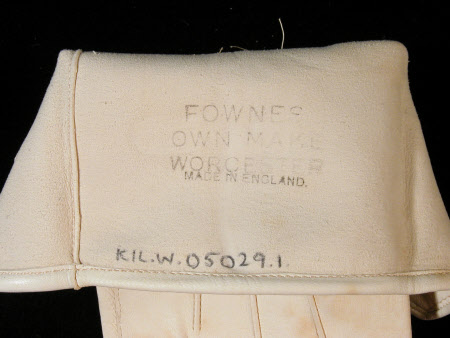 FOWNES
OWN MAKE
WORCESTER
MADE IN ENGLAND.
KIL.W.05029.1